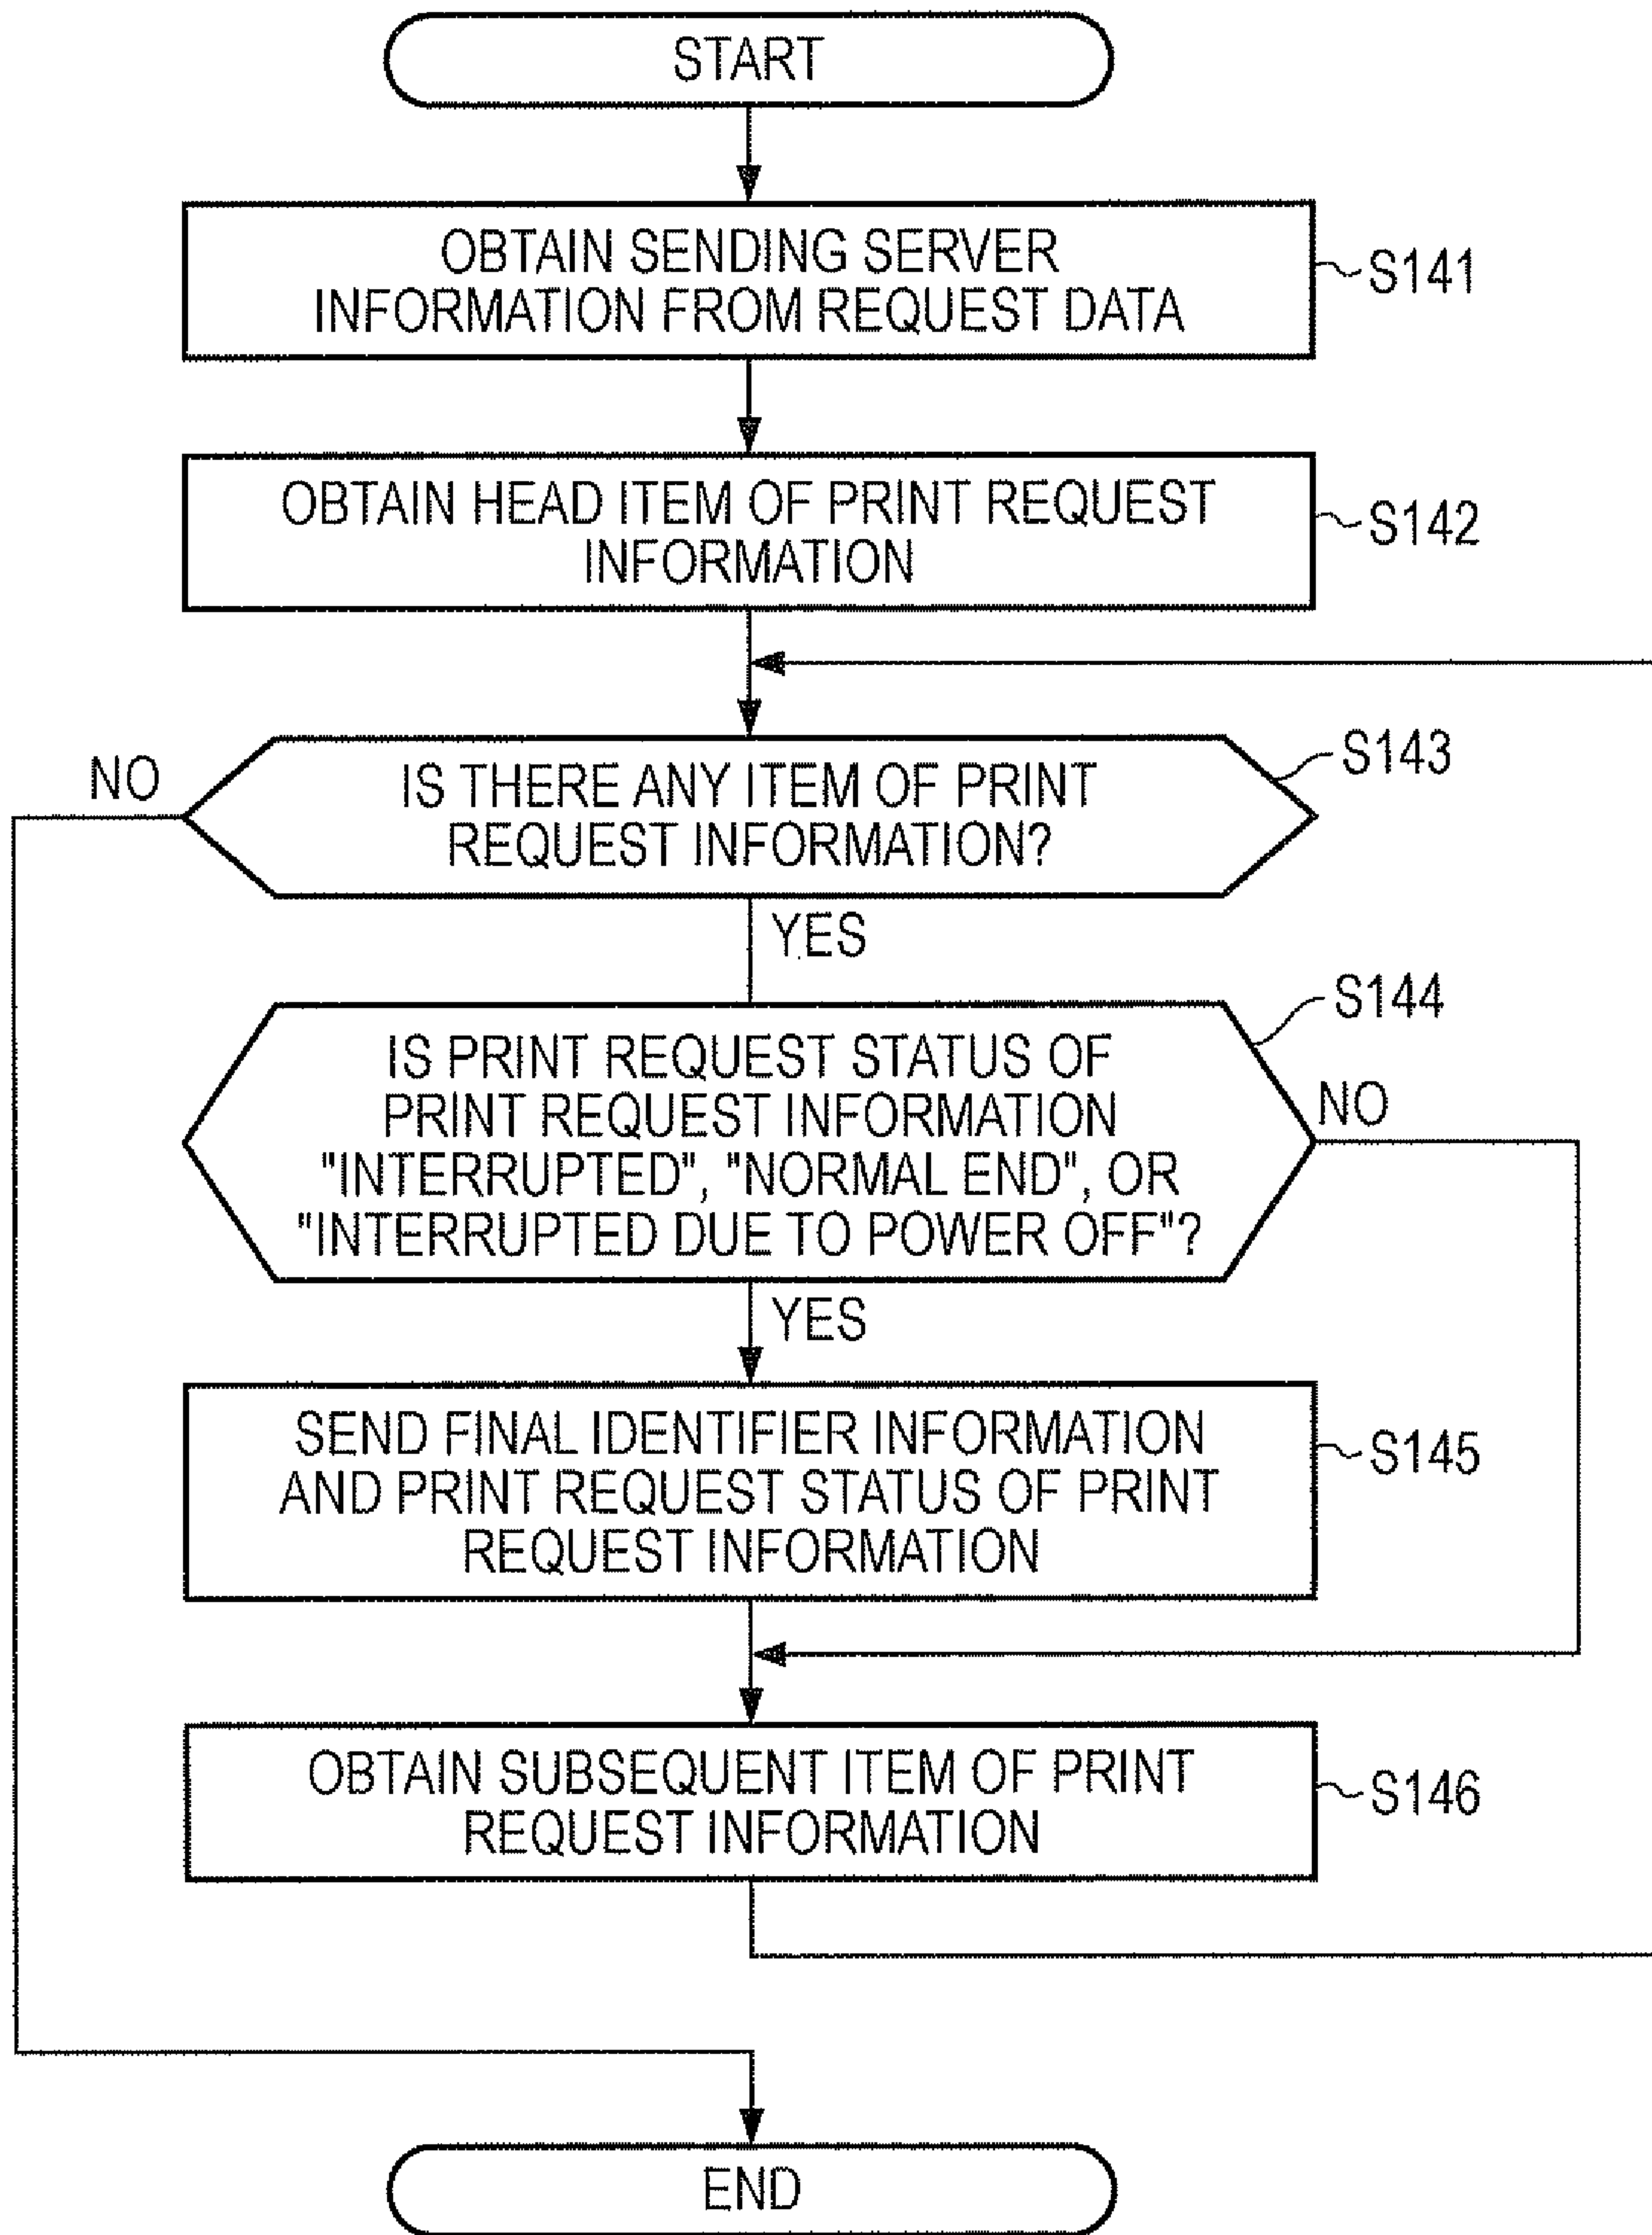 START
OBTAIN SENDING SERVER
INFORMATION FROM REQUEST DATA
S141
OBTAIN HEAD ITEM OF PRINT REQUEST
INFORMATION
S142
NO
IS THERE ANY ITEM OF PRINT
REQUEST INFORMATION?
S143
YES
S144
IS PRINT REQUEST STATUS OF
PRINT REQUEST INFORMATION
"INTERRUPTED", "NORMAL END", OR
"INTERRUPTED DUE TO POWER OFF"?
NO
YES
SEND FINAL IDENTIFIER INFORMATION
AND PRINT REQUEST STATUS OF PRINT
REQUEST INFORMATION
S145
OBTAIN SUBSEQUENT ITEM OF PRINT
REQUEST INFORMATION
S146
END